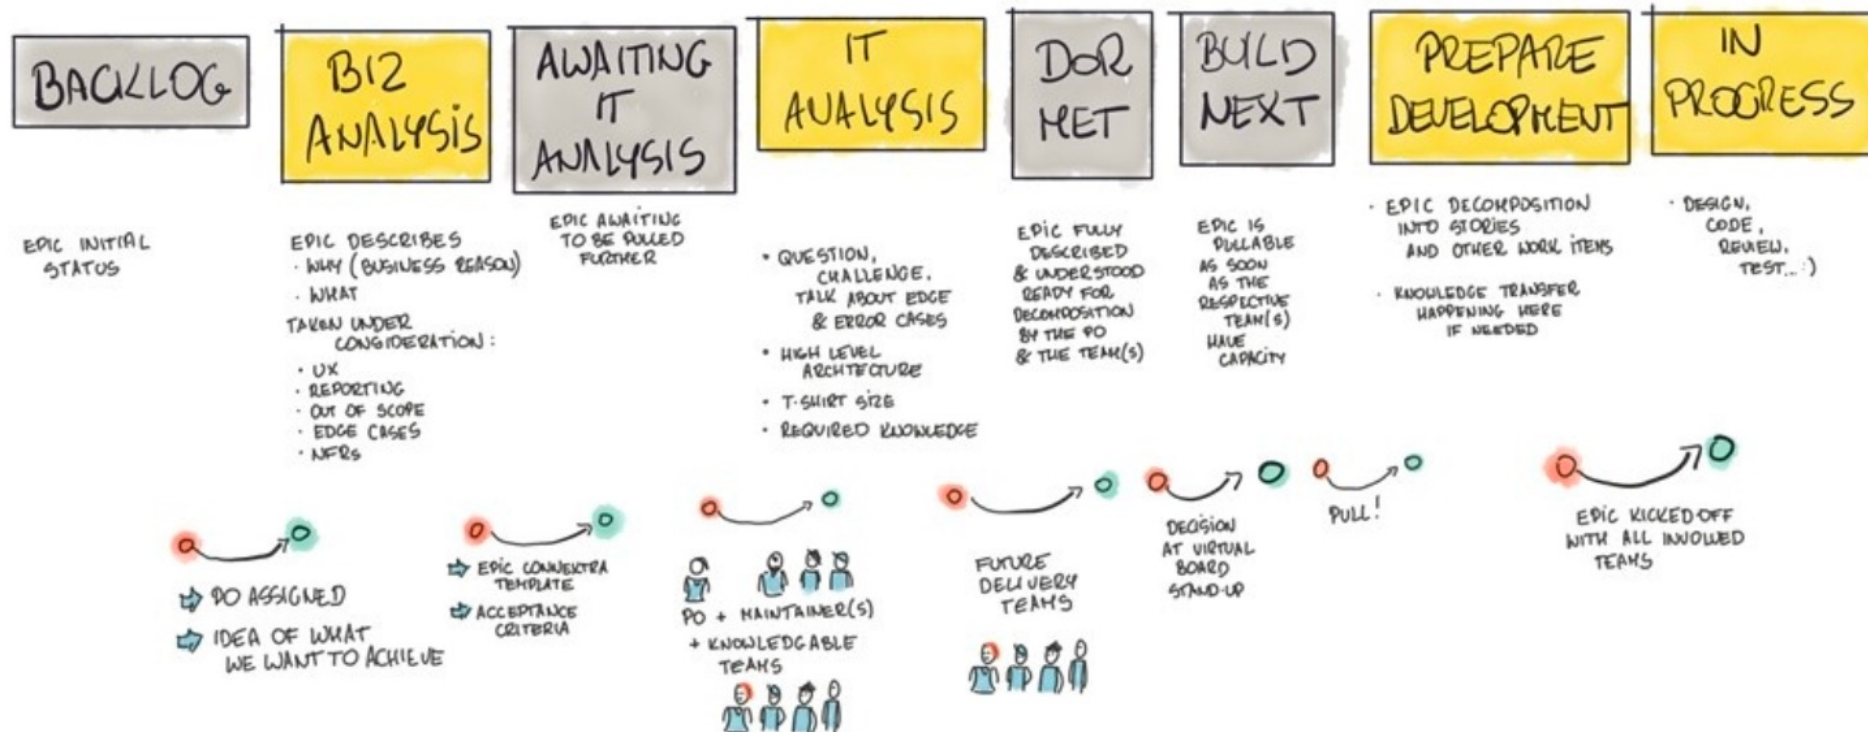 BACKLOG
EPIC INITIAL
STATUS
BIZ
ANALYSIS
EPIC DESCRIBES
· WHY (BUSINESS REASON)
· WHAT
TAKEN UNDER
CONSIDERATION:
· UX
· REPORTING
· OUT OF SCOPE
· EDGE CASES
· NFRs
AWAITING
IT
ANALYSIS
EPIC AWAITING
TO BE PULLED
FURTHER
IT
ANALYSIS
• QUESTION,
CHALLENGE,
TALK ABOUT EDGE
& ERROR CASES
• HIGH LEVEL
ARCHTECTURE
• T-SHIRT SIZE
• REQUIRED KNOWLEDGE
DOR
MET
EPIC FULLY
DESCRIBED
& UNDERSTOOD
READY FOR
DECOMPOSITION
BY THE PO
& THE TEAM(S)
BUILD
NEXT
EPIC IS
PULLABLE
AS SOON
AS THE
RESPECTIVE
TEAM(S)
HAVE
CAPACITY
PREPARE
DEVELOPMENT
· EPIC DECOMPOSITION
INTO STORIES
AND OTHER WORK ITEMS
· KNOWLEDGE TRANSFER
HAPPENING HERE
IF NEEDED
IN
PROGRESS
· DESIGN,
CODE,
REVIEW,
TEST... :)
PO ASSIGNED
IDEA OF WHAT
WE WANT TO ACHIEVE
EPIC CONNEXTRA
TEMPLATE
ACCEPTANCE
CRITERIA
PO + MAINTAINER(S)
+ KNOWLEDGABLE
TEAMS
FUTURE
DELIVERY
TEAMS
DECISION
AT VIRTUAL
BOARD
STAND-UP
PULL!
EPIC KICKED OFF
WITH ALL INVOLVED
TEAMS